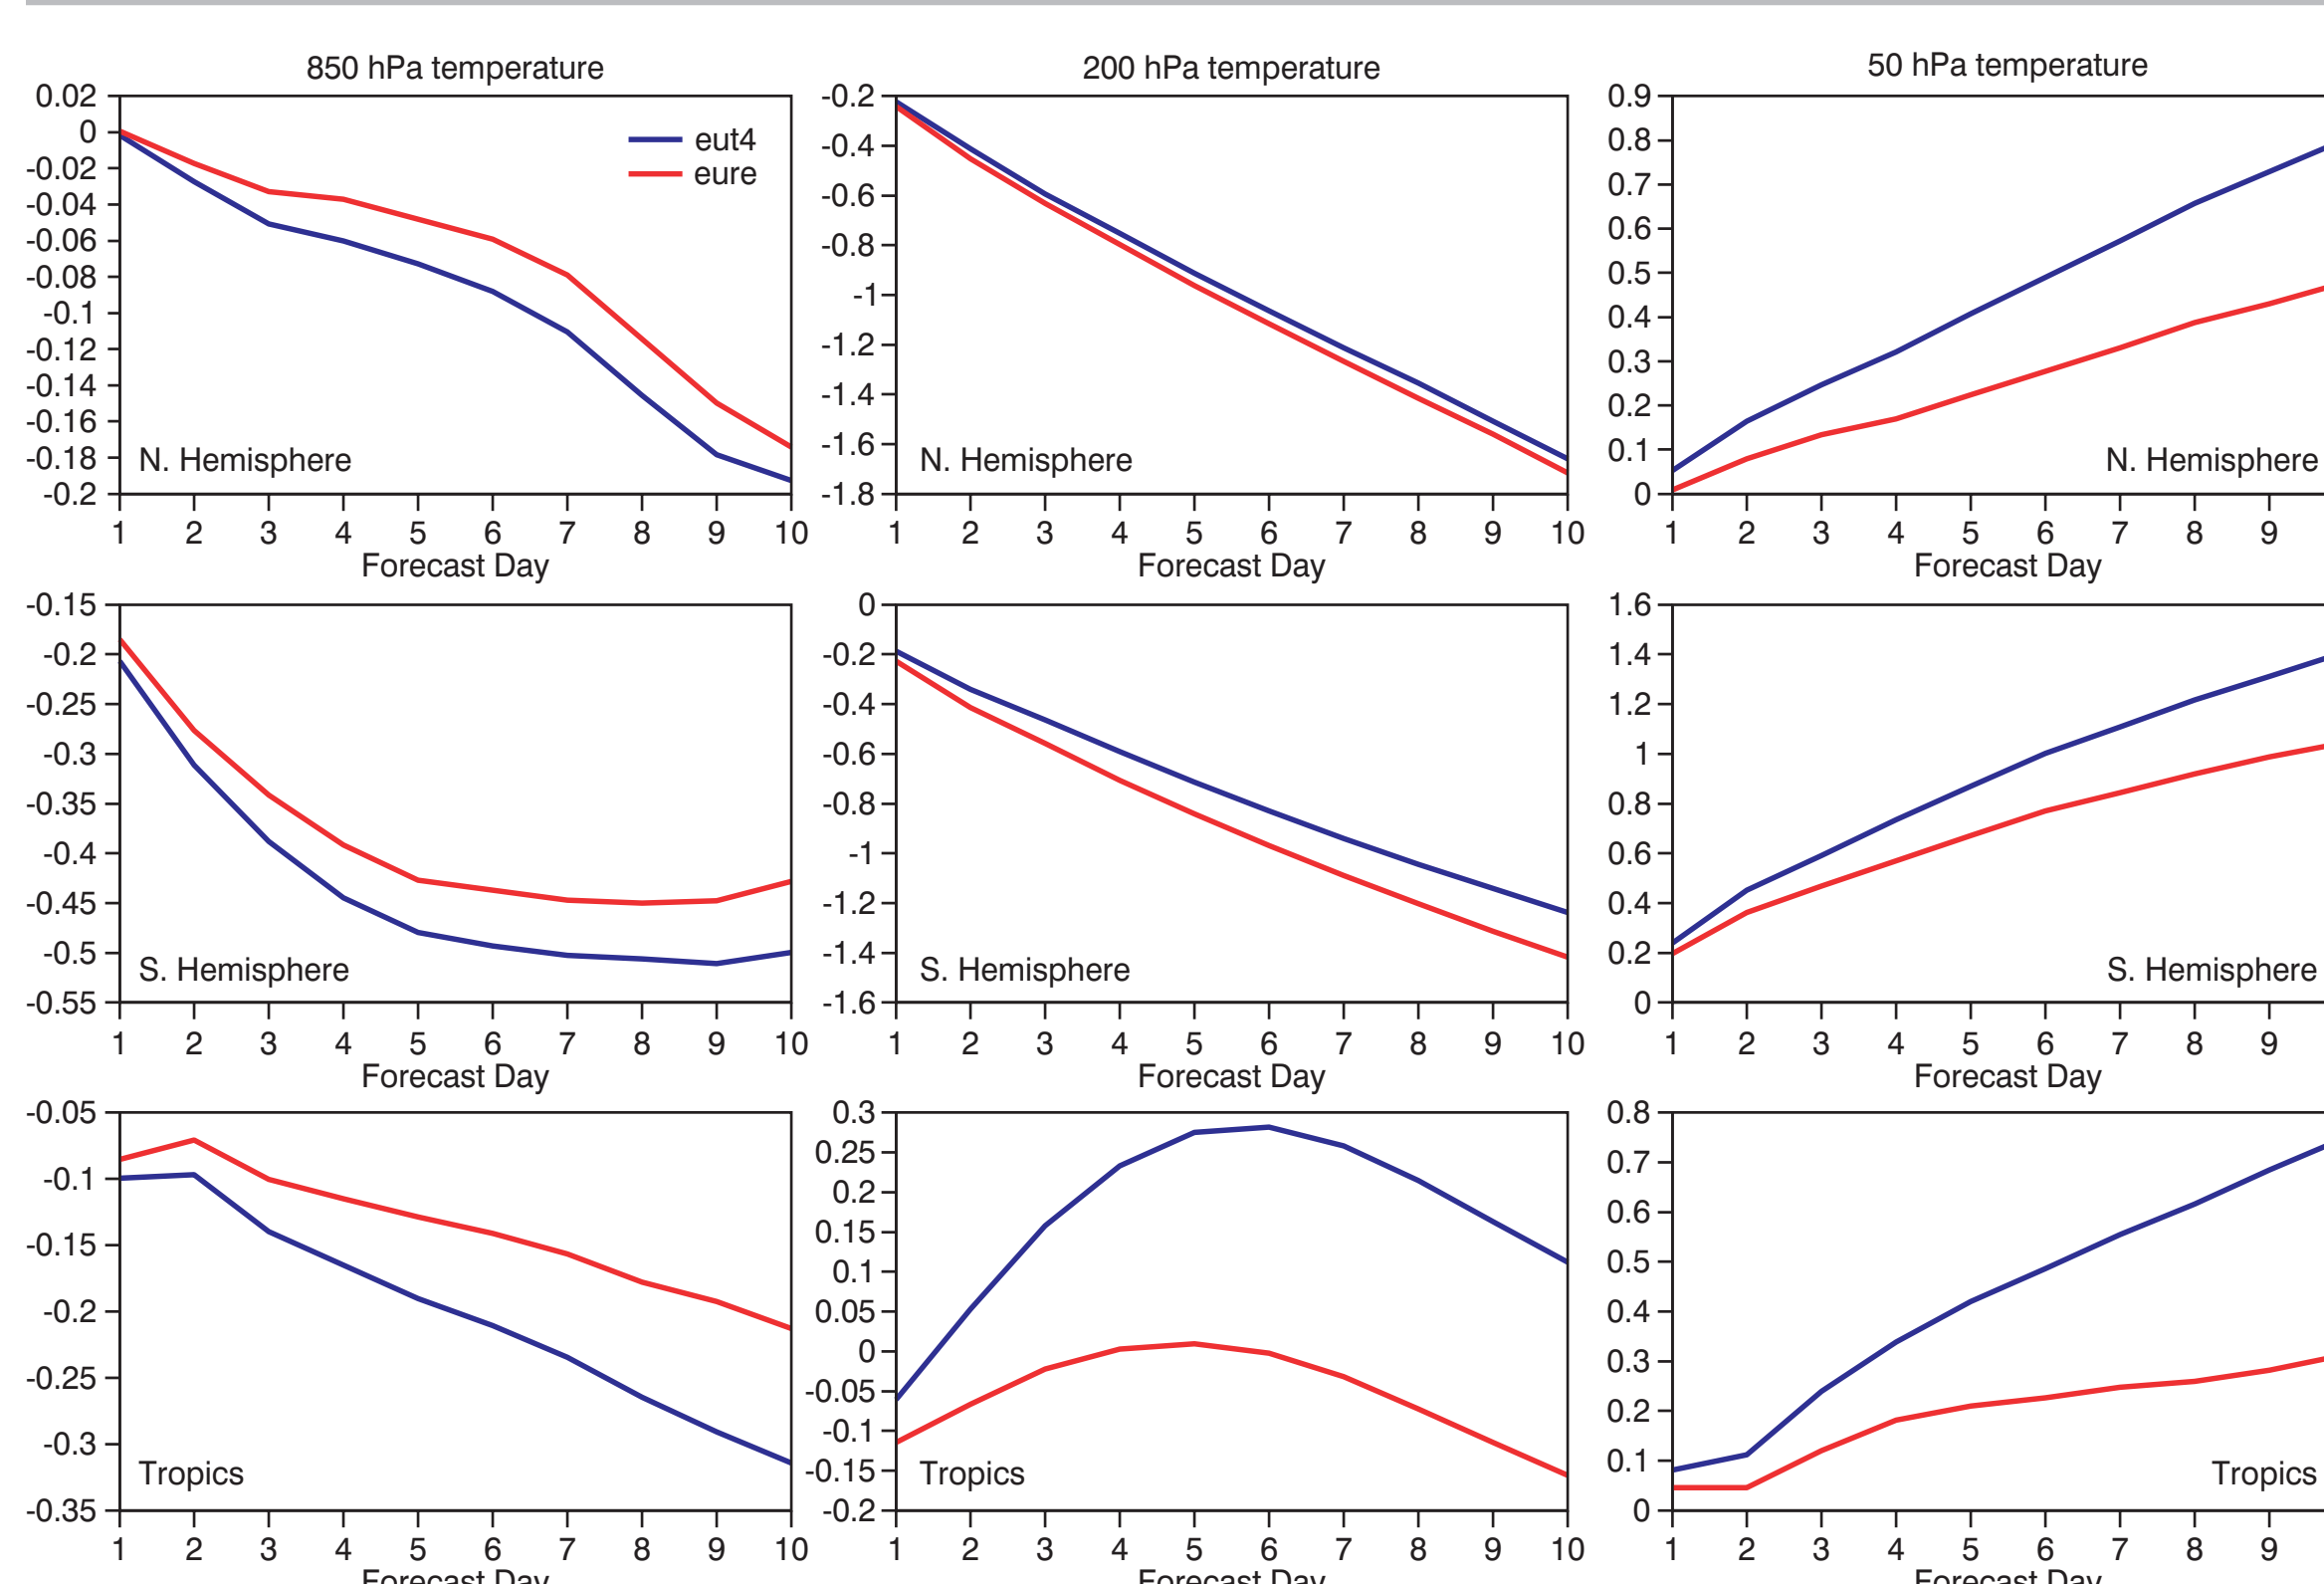 850 hPa temperature
200 hPa temperature
50 hPa temperature
0.02
0
-0.02
-0.04
-0.06
-0.08
-0.1
-0.12
-0.14
-0.16
-0.18
-0.2
eut4
eure
N. Hemisphere
1 2 3 4 5 6 7 8 9 10
Forecast Day
-0.2
-0.4
-0.6
-0.8
-1
-1.2
-1.4
-1.6
-1.8
N. Hemisphere
1 2 3 4 5 6 7 8 9 10
Forecast Day
0.9
0.8
0.7
0.6
0.5
0.4
0.3
0.2
0.1
0
N. Hemisphere
1 2 3 4 5 6 7 8 9
Forecast Day
-0.15
-0.2
-0.25
-0.3
-0.35
-0.4
-0.45
-0.5
-0.55
S. Hemisphere
1 2 3 4 5 6 7 8 9 10
Forecast Day
0
-0.2
-0.4
-0.6
-0.8
-1
-1.2
-1.4
-1.6
S. Hemisphere
1 2 3 4 5 6 7 8 9 10
Forecast Day
1.6
1.4
1.2
1
0.8
0.6
0.4
0.2
0
S. Hemisphere
1 2 3 4 5 6 7 8 9
Forecast Day
-0.05
-0.1
-0.15
-0.2
-0.25
-0.3
-0.35
Tropics
1 2 3 4 5 6 7 8 9 10
Forecast Day
0.3
0.25
0.2
0.15
0.1
0.05
0
-0.05
-0.1
-0.15
-0.2
Tropics
1 2 3 4 5 6 7 8 9 10
Forecast Day
0.8
0.7
0.6
0.5
0.4
0.3
0.2
0.1
0
Tropics
1 2 3 4 5 6 7 8 9
Forecast Day